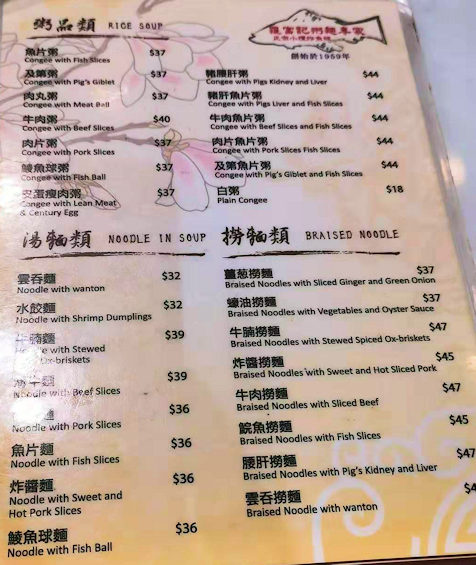 粥品類 RICE SOUP
羅富記粥麵專家
創始於1959年
魚片粥 $37
Congee with Fish Slices
及第粥 $37
Congee with Pig's Giblet
肉丸粥 $37
Congee with Meat Ball
牛肉粥 $40
Congee with Beef Slices
肉片粥 $37
Congee with Pork Slices
鯪魚球粥 $37
Congee with Fish Ball
皮蛋瘦肉粥 $37
Congee with Lean Meat
& Century Egg
豬腰肝粥 $44
Congee with Pigs Kidney and Liver
豬肝魚片粥 $44
Congee with Pigs Liver and Fish Slices
牛肉魚片粥 $44
Congee with Beef Slices and Fish Slices
肉片魚片粥 $44
Congee with Pork Slices Fish Slices
及第魚片粥 $44
Congee with Pig's Giblet and Fish Slices
白粥 $18
Plain Congee
湯麵類 NOODLE IN SOUP
雲吞麵 $32
Noodle with wanton
水餃麵 $32
Noodle with Shrimp Dumplings
牛腩麵 $39
Noodle with Stewed
Ox-briskets
$39
Noodle with Beef Slices
麵 $36
Noodle with Pork Slices
魚片麵 $36
Noodle with Fish Slices
炸醬麵 $36
Noodle with Sweet and
Hot Pork Slices
鯪魚球麵 $36
Noodle with Fish Ball
撈麵類 BRAISED NOODLE
薑葱撈麵 $37
Braised Noodles with Sliced Ginger and Green Onion
蠔油撈麵 $37
Braised Noodles with Vegetables and Oyster Sauce
牛腩撈麵 $47
Braised Noodles with Stewed Spiced Ox-briskets
炸醬撈麵 $45
Braised Noodles with Sweet and Hot Sliced Pork
牛肉撈麵 $47
Braised Noodles with Sliced Beef
鯇魚撈麵 $45
Braised Noodles with Fish Slices
腰肝撈麵 $47
Braised Noodles with Pig's Kidney and Liver
雲吞撈麵
Braised Noodle with wanton